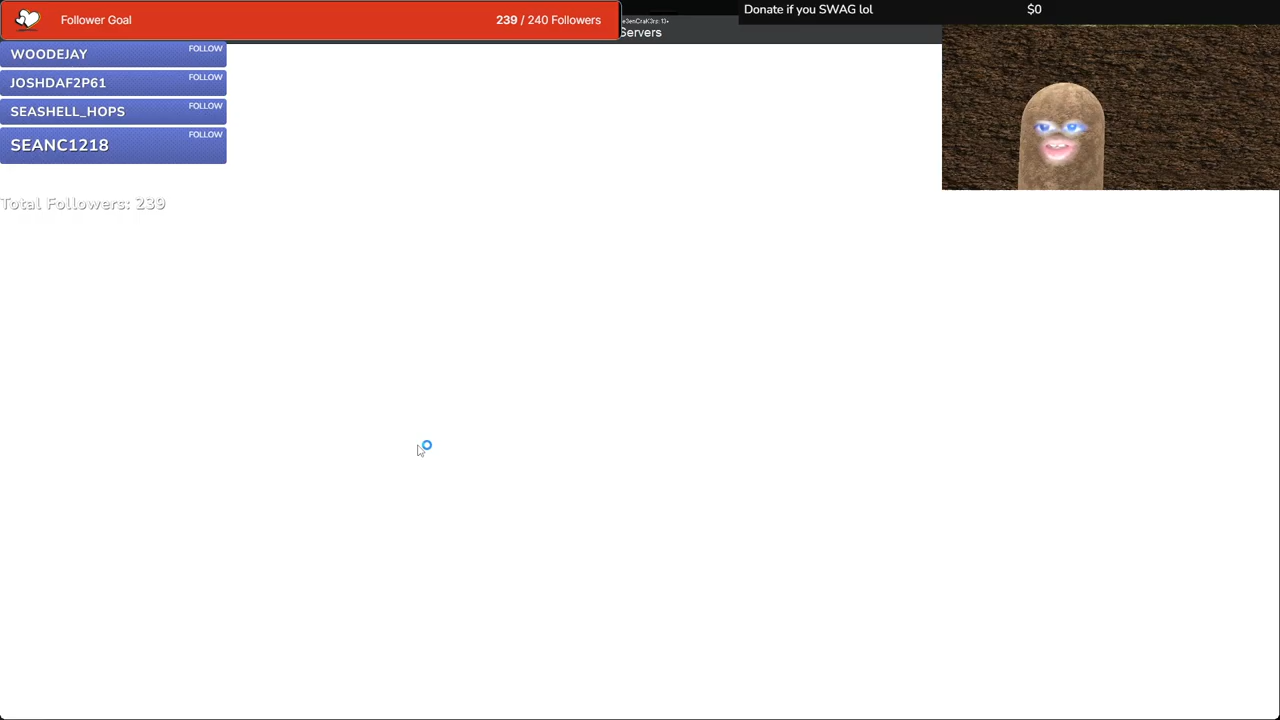 Follower Goal
239 / 240 Followers
Donate if you SWAG lol
$0
Servers
WOODEJAY
FOLLOW
JOSHDAF2P61
FOLLOW
SEASHELL_HOPS
FOLLOW
SEANC1218
FOLLOW
Total Followers: 239